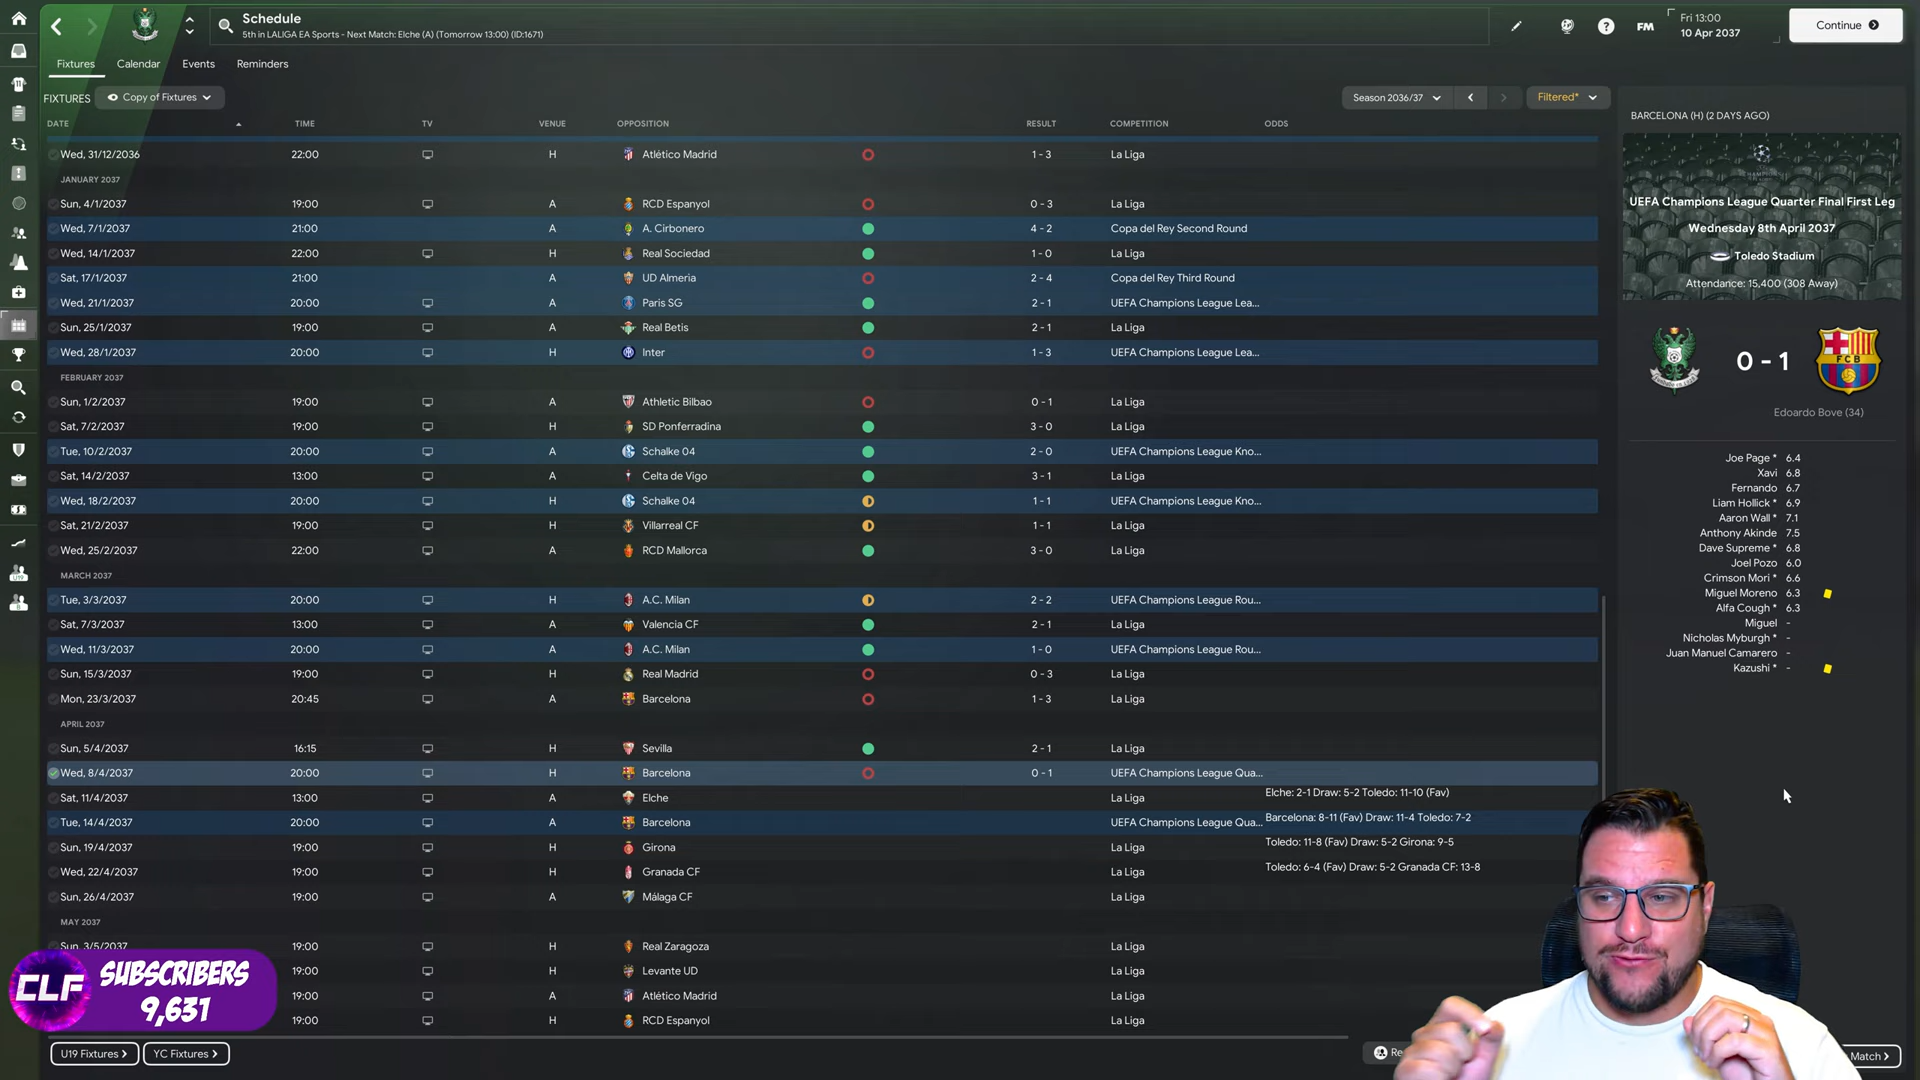 Schedule
5th in LALIGA EA Sports - Next Match: Elche (A) (Tomorrow 13:00) (ID:1671)
FM
Fri 13:00
10 Apr 2037
Continue
Fixtures Calendar Events Reminders
FIXTURES Copy of Fixtures
Season 2036/37
Filtered*
DATE TIME TV VENUE OPPOSITION RESULT COMPETITION ODDS
Wed, 31/12/2036 22:00 H Atlético Madrid 1 - 3 La Liga
JANUARY 2037
Sun, 4/1/2037 19:00 A RCD Espanyol 0 - 3 La Liga
Wed, 7/1/2037 21:00 A A. Cirbonero 4 - 2 Copa del Rey Second Round
Wed, 14/1/2037 22:00 H Real Sociedad 1 - 0 La Liga
Sat, 17/1/2037 21:00 A UD Almeria 2 - 4 Copa del Rey Third Round
Wed, 21/1/2037 20:00 A Paris SG 2 - 1 UEFA Champions League Lea...
Sun, 25/1/2037 19:00 A Real Betis 2 - 1 La Liga
Wed, 28/1/2037 20:00 H Inter 1 - 3 UEFA Champions League Lea...
FEBRUARY 2037
Sun, 1/2/2037 19:00 A Athletic Bilbao 0 - 1 La Liga
Sat, 7/2/2037 19:00 H SD Ponferradina 3 - 0 La Liga
Tue, 10/2/2037 20:00 A Schalke 04 2 - 0 UEFA Champions League Kno...
Sat, 14/2/2037 13:00 A Celta de Vigo 3 - 1 La Liga
Wed, 18/2/2037 20:00 H Schalke 04 1 - 1 UEFA Champions League Kno...
Sat, 21/2/2037 19:00 H Villarreal CF 1 - 1 La Liga
Wed, 25/2/2037 22:00 A RCD Mallorca 3 - 0 La Liga
MARCH 2037
Tue, 3/3/2037 20:00 H A.C. Milan 2 - 2 UEFA Champions League Rou...
Sat, 7/3/2037 13:00 A Valencia CF 2 - 1 La Liga
Wed, 11/3/2037 20:00 A A.C. Milan 1 - 0 UEFA Champions League Rou...
Sun, 15/3/2037 19:00 H Real Madrid 0 - 3 La Liga
Mon, 23/3/2037 20:45 A Barcelona 1 - 3 La Liga
APRIL 2037
Sun, 5/4/2037 16:15 H Sevilla 2 - 1 La Liga
Wed, 8/4/2037 20:00 H Barcelona 0 - 1 UEFA Champions League Qua...
Sat, 11/4/2037 13:00 A Elche La Liga Elche: 2-1 Draw: 5-2 Toledo: 11-10 (Fav)
Tue, 14/4/2037 20:00 A Barcelona UEFA Champions League Qua... Barcelona: 8-11 (Fav) Draw: 11-4 Toledo: 7-2
Sun, 19/4/2037 19:00 H Girona La Liga Toledo: 11-8 (Fav) Draw: 5-2 Girona: 9-5
Wed, 22/4/2037 19:00 H Granada CF La Liga Toledo: 6-4 (Fav) Draw: 5-2 Granada CF: 13-8
Sun, 26/4/2037 19:00 A Málaga CF La Liga
MAY 2037
Sun, 3/5/2037 19:00 H Real Zaragoza La Liga
19:00 H Levante UD La Liga
19:00 A Atlético Madrid La Liga
19:00 H RCD Espanyol La Liga
U19 Fixtures YC Fixtures
Match
BARCELONA (H) (2 DAYS AGO)
UEFA Champions League Quarter Final First Leg
Wednesday 8th April 2037
Toledo Stadium
Attendance: 15,400 (308 Away)
0 - 1
FCB
Edoardo Bove (34)
Joe Page * 6.4
Xavi 6.8
Fernando 6.7
Liam Hollick * 6.9
Aaron Wall * 7.1
Anthony Akinde 7.5
Dave Supreme * 6.8
Joel Pozo 6.0
Crimson Mori * 6.6
Miguel Moreno 6.3
Alfa Cough * 6.3
Miguel -
Nicholas Myburgh * -
Juan Manuel Camarero -
Kazushi * -
CLF SUBSCRIBERS
9,631